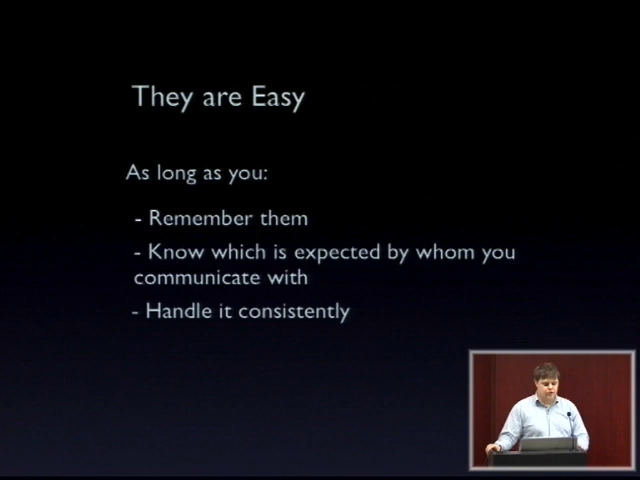 They are Easy
As long as you:
- Remember them
- Know which is expected by whom you
communicate with
- Handle it consistently